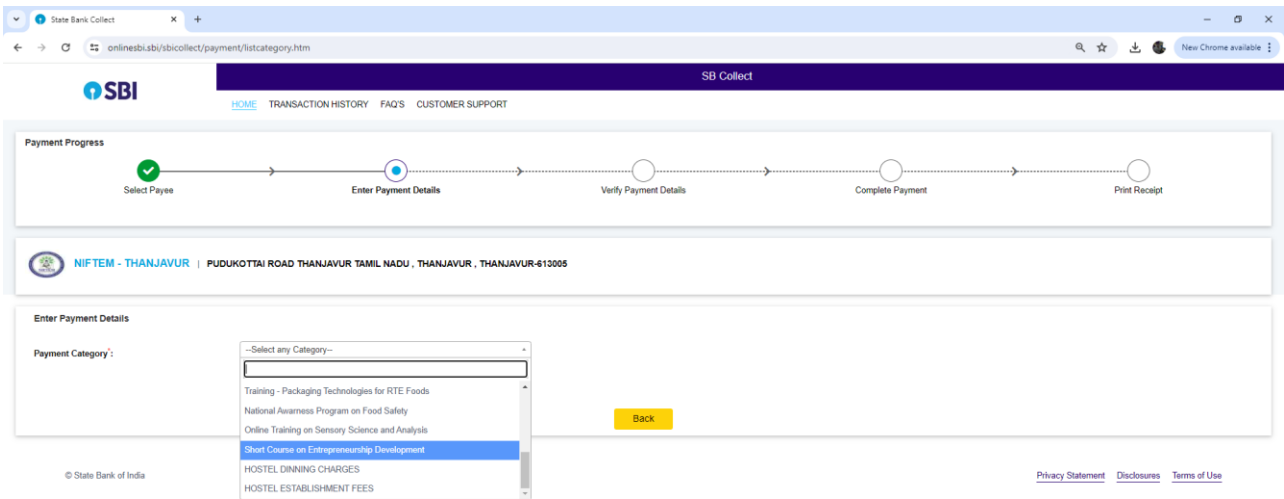 State Bank Collect
onlinesbi.sbi/sbicollect/payment/listcategory.htm
New Chrome available
SBI
SB Collect
HOME TRANSACTION HISTORY FAQ'S CUSTOMER SUPPORT
Payment Progress
Select Payee
Enter Payment Details
Verify Payment Details
Complete Payment
Print Receipt
NIFTEM - THANJAVUR | PUDUKOTTAI ROAD THANJAVUR TAMIL NADU , THANJAVUR , THANJAVUR-613005
Enter Payment Details
Payment Category*:
--Select any Category--
Training - Packaging Technologies for RTE Foods
National Awarness Program on Food Safety
Online Training on Sensory Science and Analysis
Short Course on Entrepreneurship Development
HOSTEL DINNING CHARGES
HOSTEL ESTABLISHMENT FEES
Back
© State Bank of India
Privacy Statement Disclosures Terms of Use